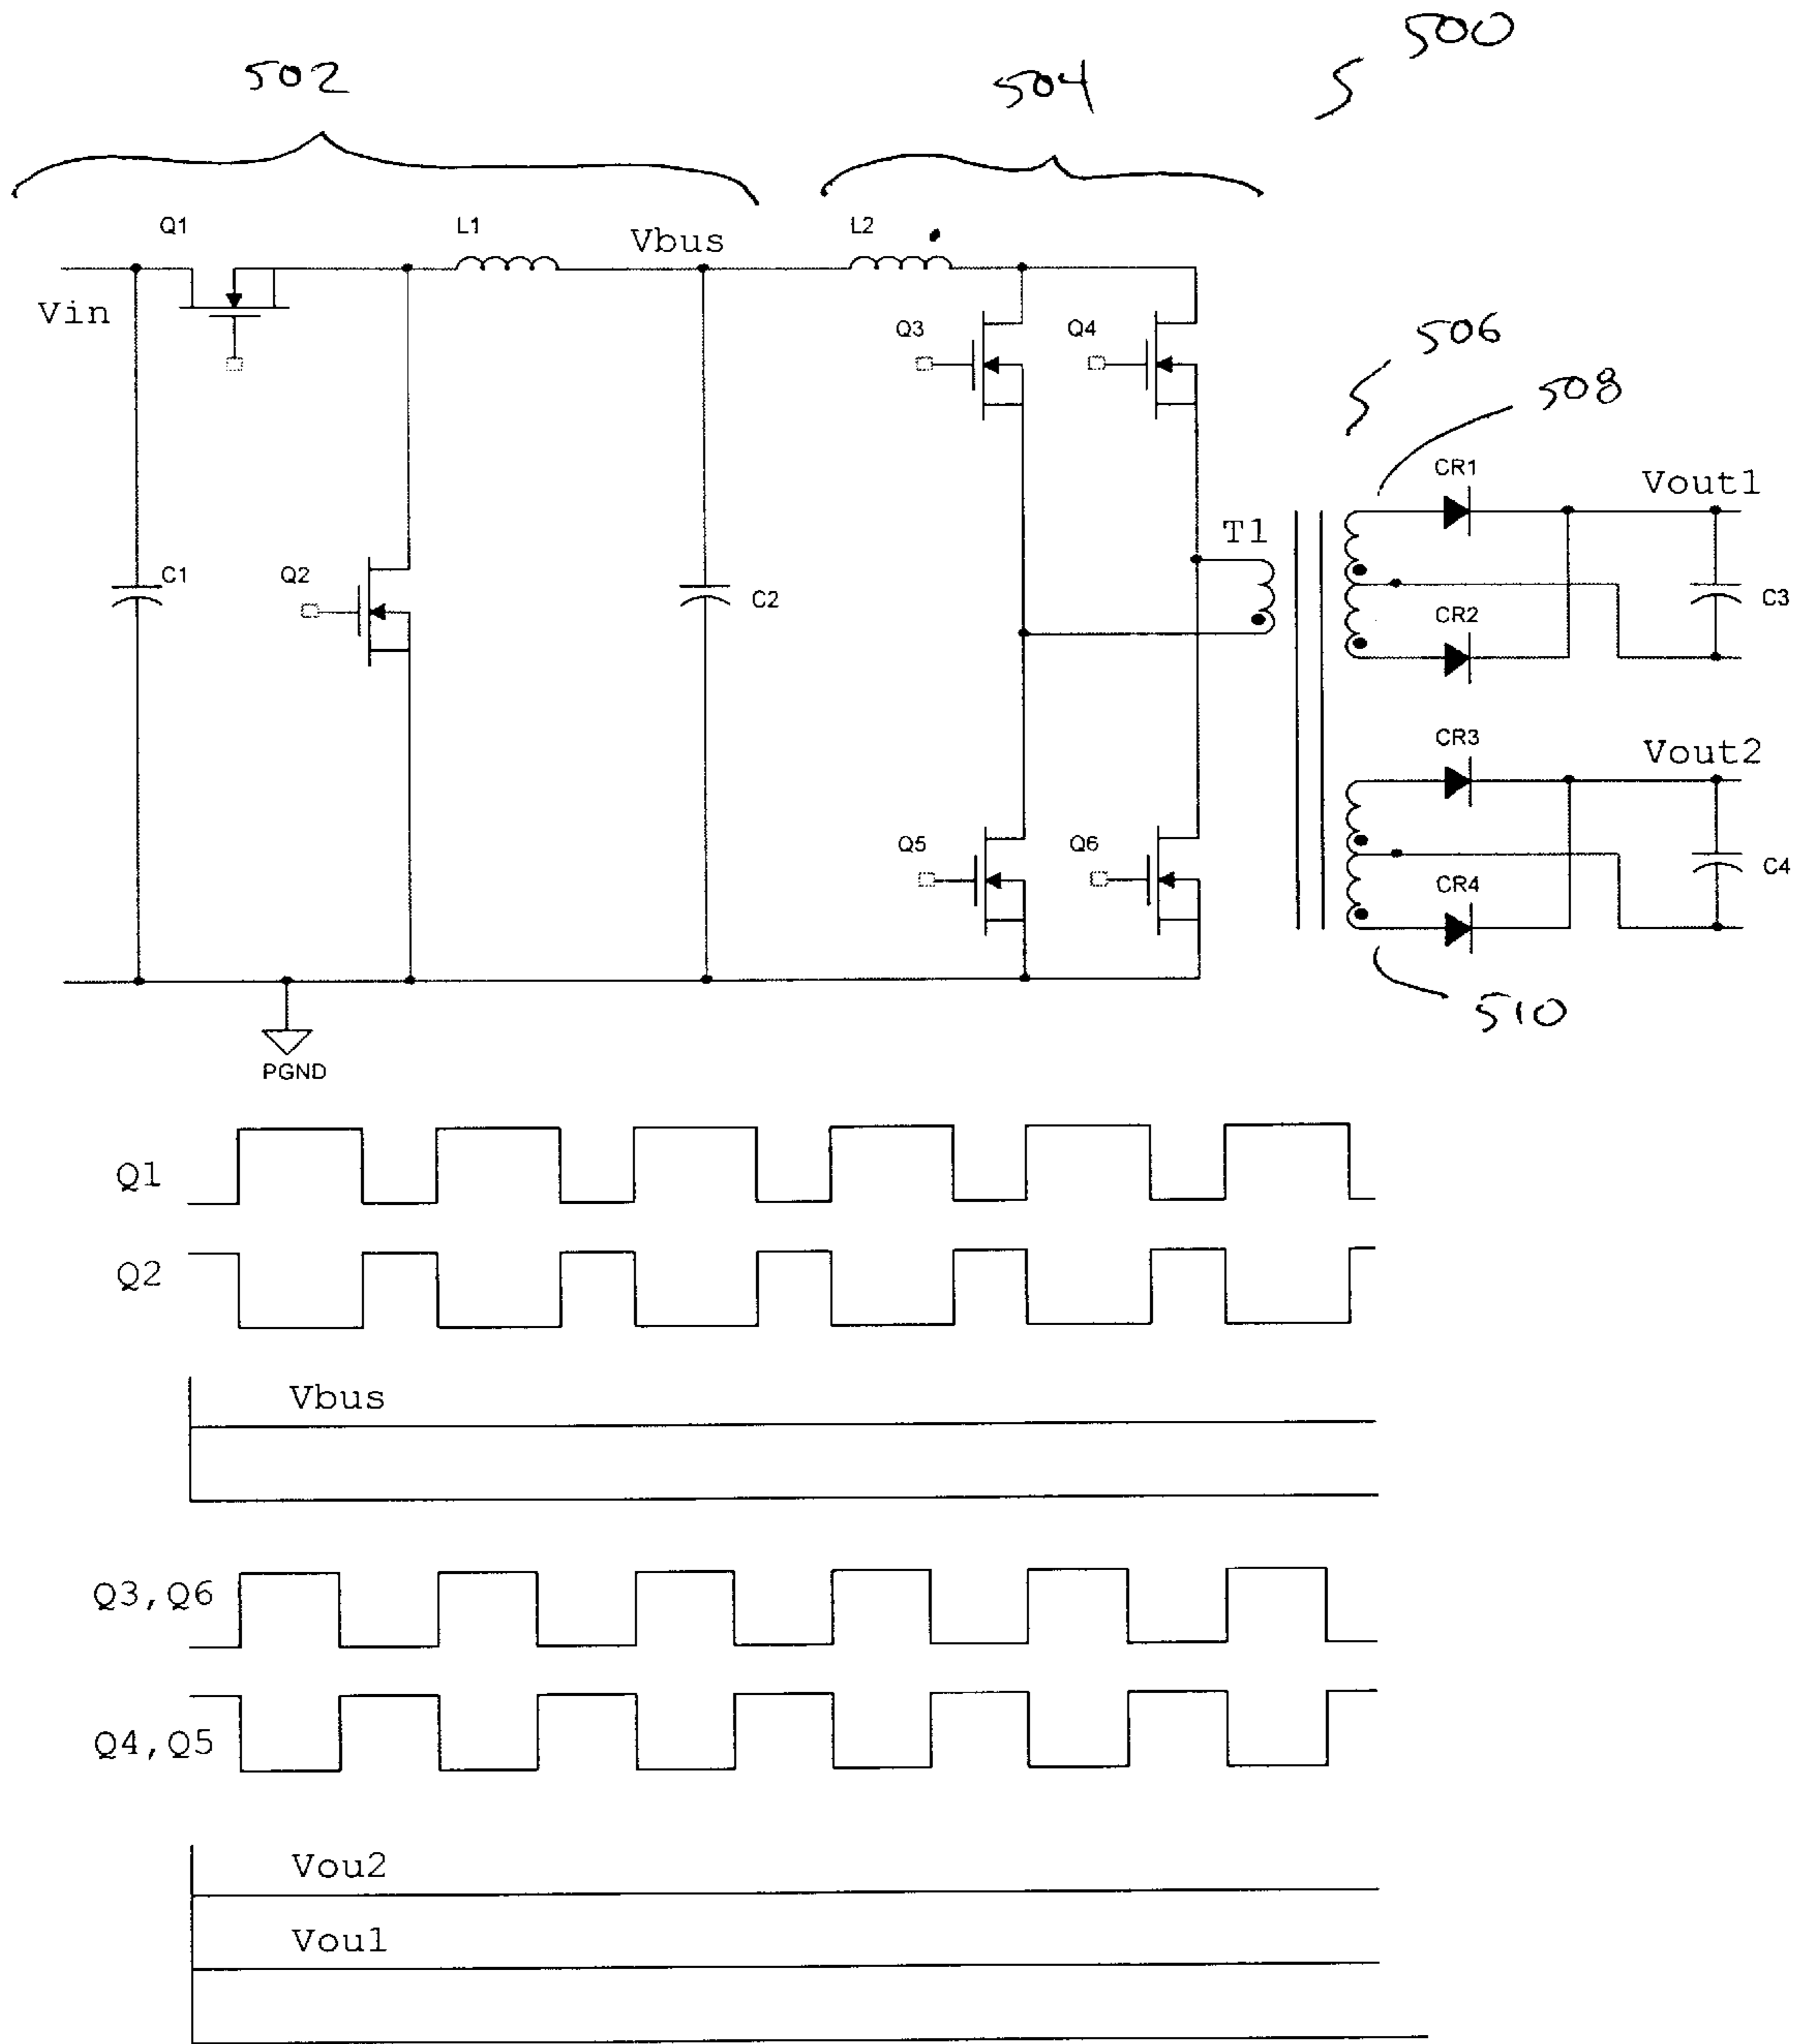 500
502
504
Q1
L1
Vbus
L2
Vin
Q3
Q4
506
508
CR1
Vout1
T1
C1
Q2
C2
C3
CR2
CR3
Vout2
Q5
Q6
C4
CR4
510
PGND
Q1
Q2
Vbus
Q3,Q6
Q4,Q5
Vou2
Vou1